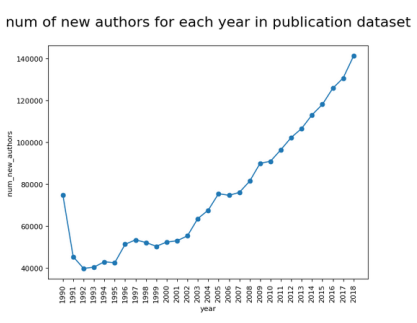 num of new authors for each year in publication dataset
140000
120000
100000
80000
60000
40000
num_new_authors
1990 1991 1992 1993 1994 1995 1996 1997 1998 1999 2000 2001 2002 2003 2004 2005 2006 2007 2008 2009 2010 2011 2012 2013 2014 2015 2016 2017 2018
year